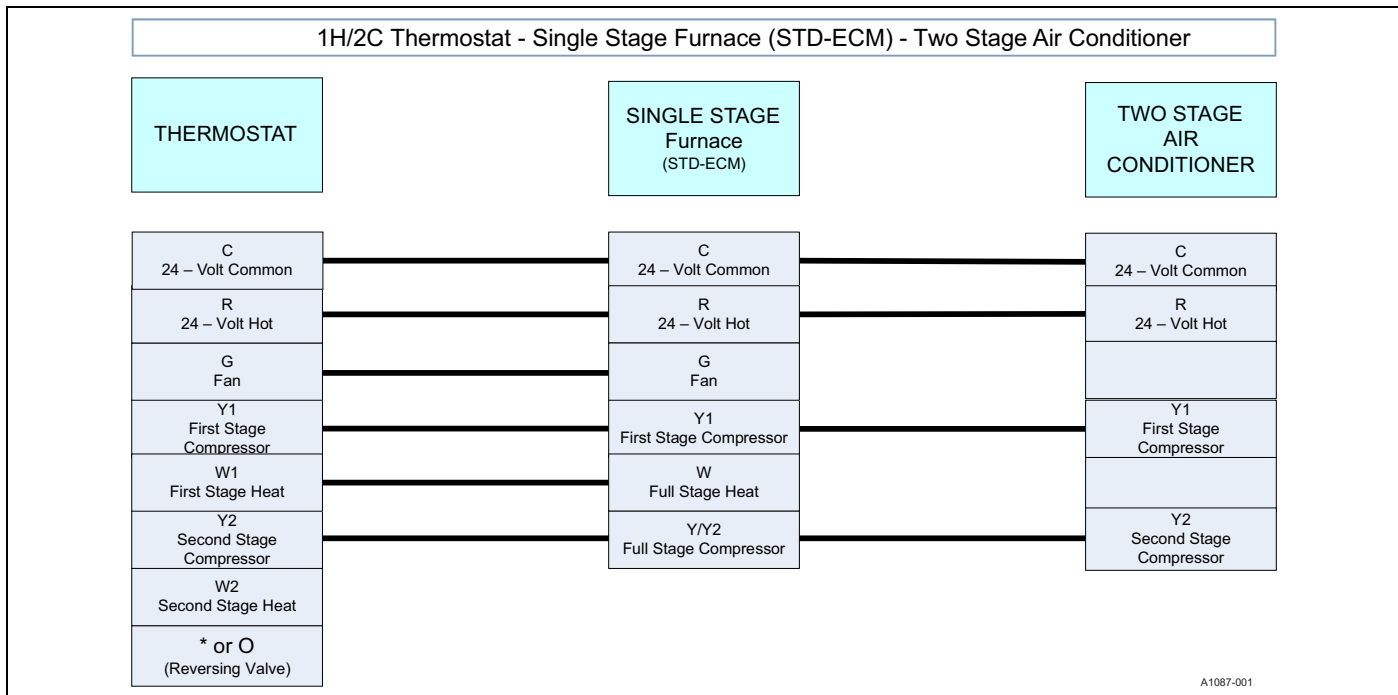 1H/2C Thermostat - Single Stage Furnace (STD-ECM) - Two Stage Air Conditioner
THERMOSTAT
SINGLE STAGE
Furnace
(STD-ECM)
TWO STAGE
AIR
CONDITIONER
C
24 – Volt Common
C
24 – Volt Common
C
24 – Volt Common
R
24 – Volt Hot
R
24 – Volt Hot
R
24 – Volt Hot
G
Fan
G
Fan
Y1
First Stage
Compressor
Y1
First Stage Compressor
Y1
First Stage
Compressor
W1
First Stage Heat
W
Full Stage Heat
Y2
Second Stage
Compressor
Y/Y2
Full Stage Compressor
Y2
Second Stage
Compressor
W2
Second Stage Heat
* or O
(Reversing Valve)
A1087-001